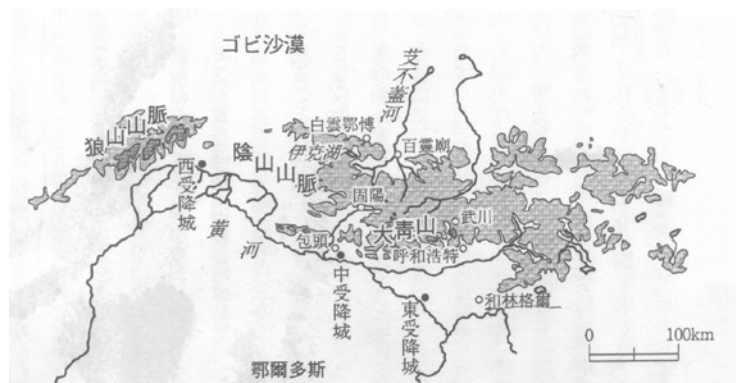 ゴビ沙漠
艾不蓋河
狼山山脈
白雲鄂博
百靈廟
伊克湖
陰山山脈
西受降城
固陽
大青山
武川
黃河
包頭
呼和浩特
中受降城
東受降城
和林格爾
鄂爾多斯
0
100km